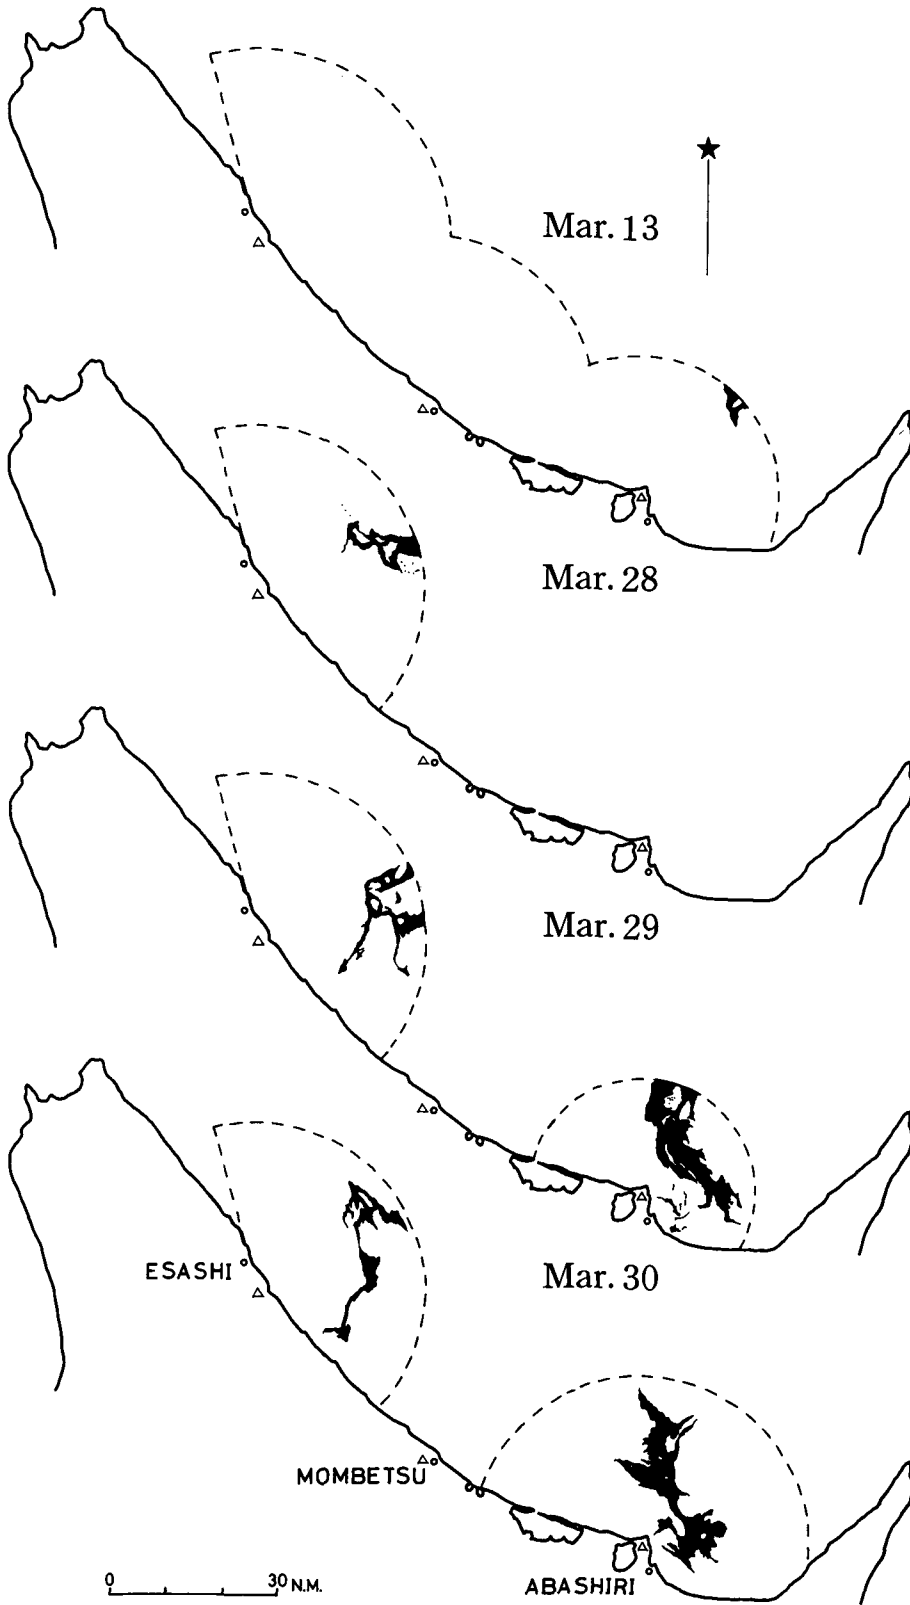 Mar. 13
Mar. 28
Mar. 29
Mar. 30
ESASHI
MOMBETSU
ABASHIRI
0 30 N.M.